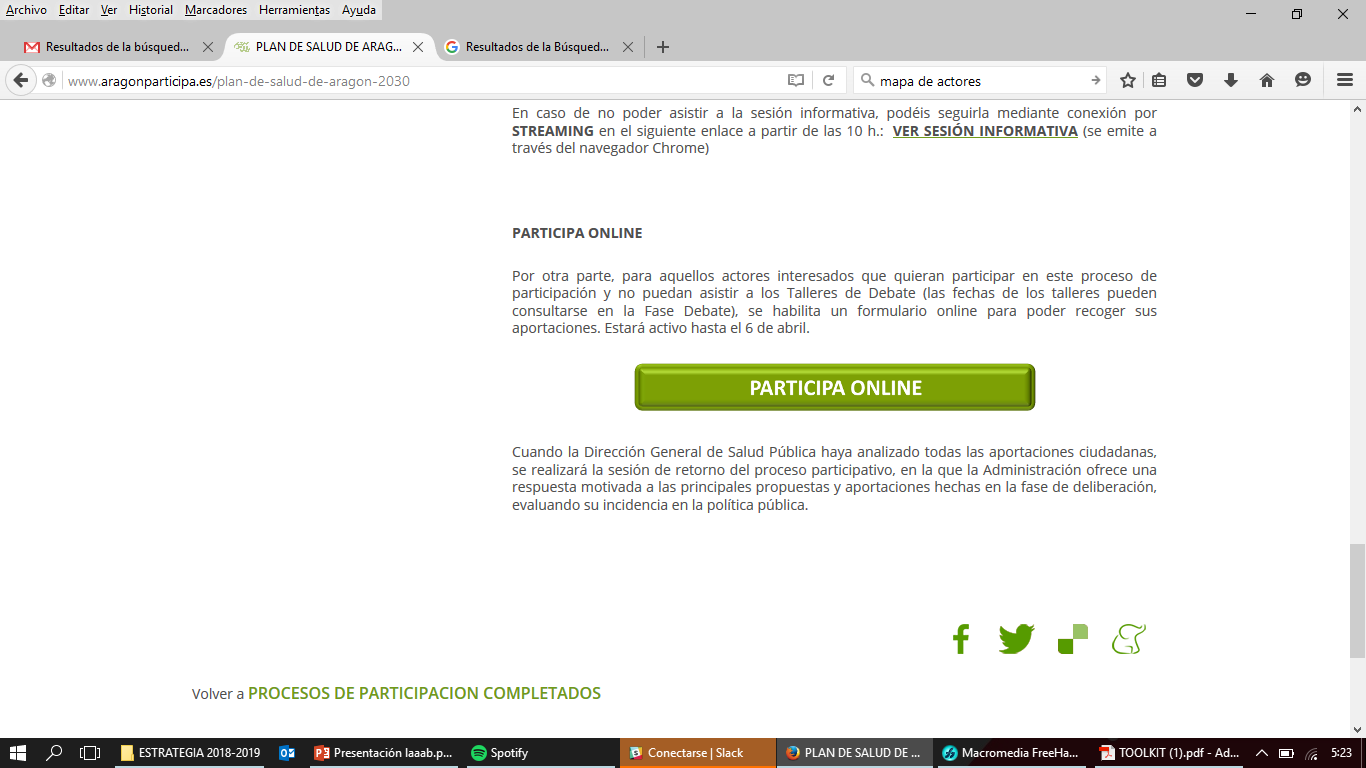 Archivo Editar Ver Historial Marcadores Herramientas Ayuda
Resultados de la búsqued... PLAN DE SALUD DE ARAG... Resultados de la Búsqued...
www.aragonparticipa.es/plan-de-salud-de-aragon-2030 mapa de actores
En caso de no poder asistir a la sesión informativa, podéis seguirla mediante conexión por
STREAMING en el siguiente enlace a partir de las 10 h.: VER SESIÓN INFORMATIVA (se emite a
través del navegador Chrome)
PARTICIPA ONLINE
Por otra parte, para aquellos actores interesados que quieran participar en este proceso de
participación y no puedan asistir a los Talleres de Debate (las fechas de los talleres pueden
consultarse en la Fase Debate), se habilita un formulario online para poder recoger sus
aportaciones. Estará activo hasta el 6 de abril.
PARTICIPA ONLINE
Cuando la Dirección General de Salud Pública haya analizado todas las aportaciones ciudadanas,
se realizará la sesión de retorno del proceso participativo, en la que la Administración ofrece una
respuesta motivada a las principales propuestas y aportaciones hechas en la fase de deliberación,
evaluando su incidencia en la política pública.
Volver a PROCESOS DE PARTICIPACION COMPLETADOS
ESTRATEGIA 2018-2019 Presentación laaab.p... Spotify Conectarse | Slack PLAN DE SALUD DE ... Macromedia FreeHa... TOOLKIT (1).pdf - Ad... 5:23